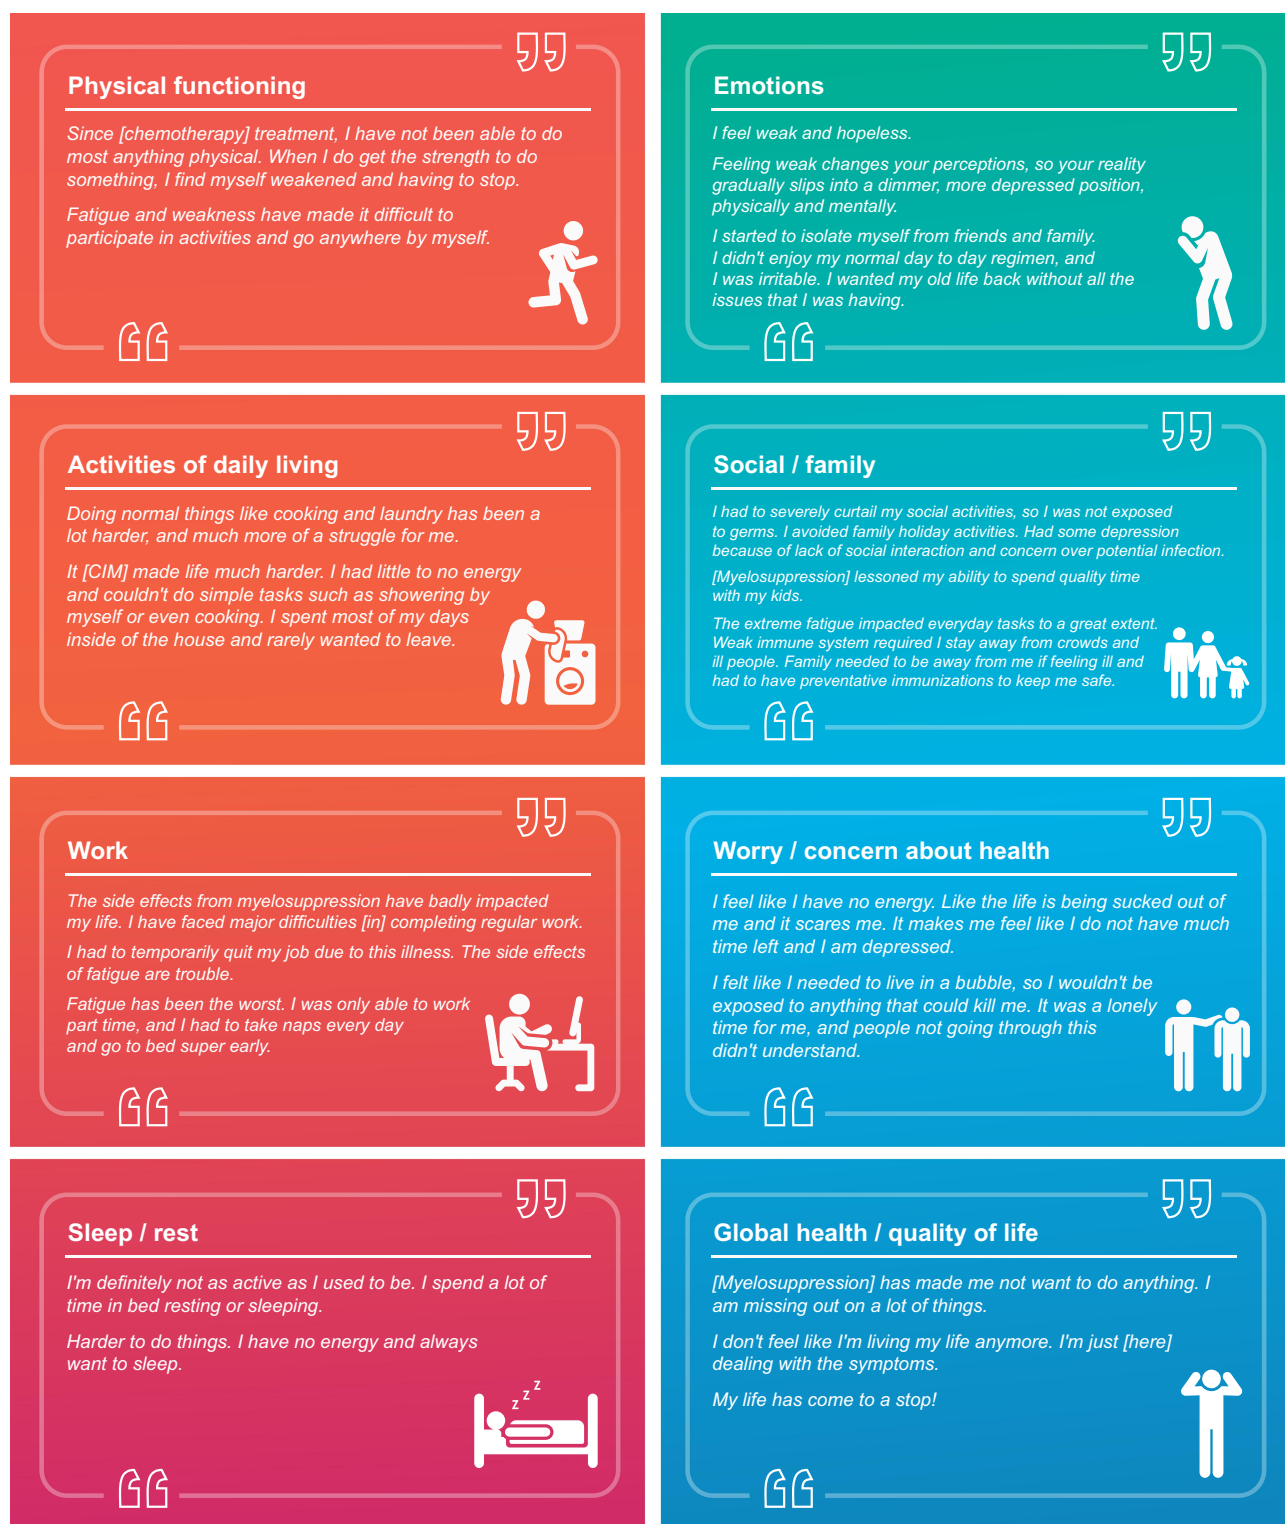 Physical functioning
Since [chemotherapy] treatment, I have not been able to do
most anything physical. When I do get the strength to do
something, I find myself weakened and having to stop.
Fatigue and weakness have made it difficult to
participate in activities and go anywhere by myself.
Emotions
I feel weak and hopeless.
Feeling weak changes your perceptions, so your reality
gradually slips into a dimmer, more depressed position,
physically and mentally.
I started to isolate myself from friends and family.
I didn't enjoy my normal day to day regimen, and
I was irritable. I wanted my old life back without all the
issues that I was having.
Activities of daily living
Doing normal things like cooking and laundry has been a
lot harder, and much more of a struggle for me.
It [CIM] made life much harder. I had little to no energy
and couldn't do simple tasks such as showering by
myself or even cooking. I spent most of my days
inside of the house and rarely wanted to leave.
Social / family
I had to severely curtail my social activities, so I was not exposed
to germs. I avoided family holiday activities. Had some depression
because of lack of social interaction and concern over potential infection.
[Myelosuppression] lessoned my ability to spend quality time
with my kids.
The extreme fatigue impacted everyday tasks to a great extent.
Weak immune system required I stay away from crowds and
ill people. Family needed to be away from me if feeling ill and
had to have preventative immunizations to keep me safe.
Work
The side effects from myelosuppression have badly impacted
my life. I have faced major difficulties [in] completing regular work.
I had to temporarily quit my job due to this illness. The side effects
of fatigue are trouble.
Fatigue has been the worst. I was only able to work
part time, and I had to take naps every day
and go to bed super early.
Worry / concern about health
I feel like I have no energy. Like the life is being sucked out of
me and it scares me. It makes me feel like I do not have much
time left and I am depressed.
I felt like I needed to live in a bubble, so I wouldn't be
exposed to anything that could kill me. It was a lonely
time for me, and people not going through this
didn't understand.
Sleep / rest
I'm definitely not as active as I used to be. I spend a lot of
time in bed resting or sleeping.
Harder to do things. I have no energy and always
want to sleep.
z z z
Global health / quality of life
[Myelosuppression] has made me not want to do anything. I
am missing out on a lot of things.
I don't feel like I'm living my life anymore. I'm just [here]
dealing with the symptoms.
My life has come to a stop!